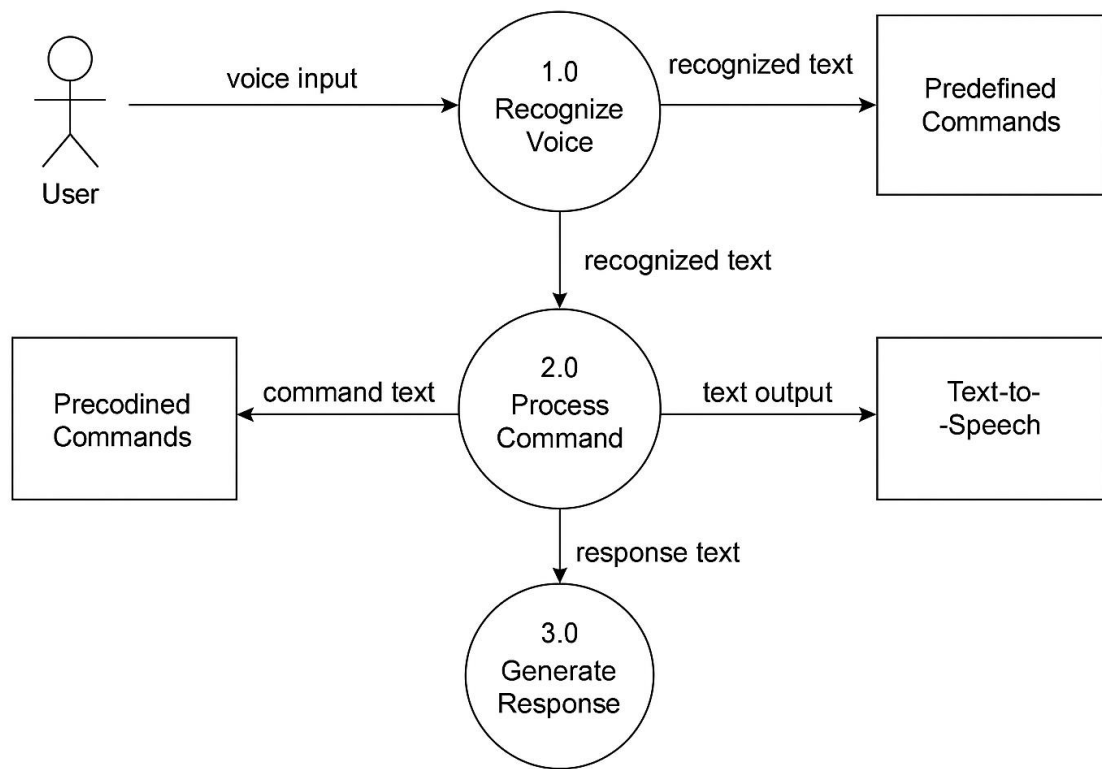 voice input
1.0
Recognize
Voice
recognized text
Predefined
Commands
User
recognized text
Precodined
Commands
command text
2.0
Process
Command
text output
Text-to-
-Speech
response text
3.0
Generate
Response